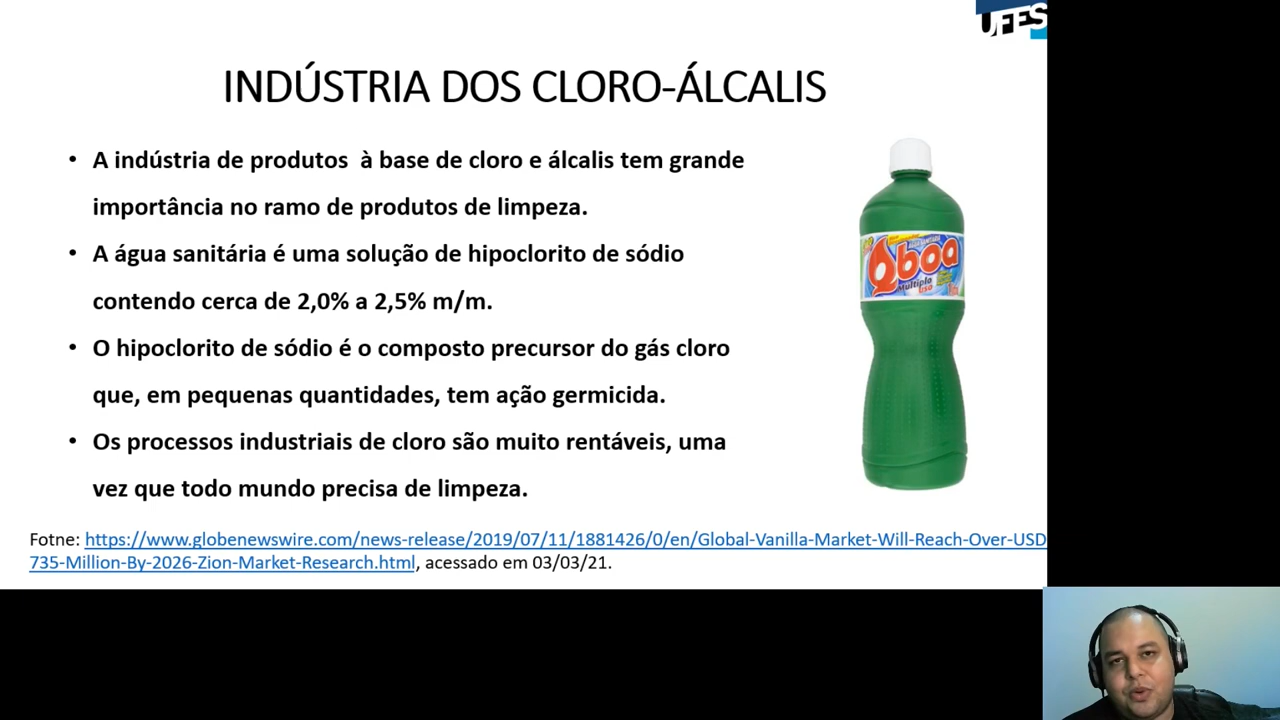 UFES
INDÚSTRIA DOS CLORO-ÁLCALIS
• A indústria de produtos à base de cloro e álcalis tem grande
importância no ramo de produtos de limpeza.
• A água sanitária é uma solução de hipoclorito de sódio
contendo cerca de 2,0% a 2,5% m/m.
• O hipoclorito de sódio é o composto precursor do gás cloro
que, em pequenas quantidades, tem ação germicida.
• Os processos industriais de cloro são muito rentáveis, uma
vez que todo mundo precisa de limpeza.
Qboa
Múltiplo
uso
Fotne: https://www.globenewswire.com/news-release/2019/07/11/1881426/0/en/Global-Vanilla-Market-Will-Reach-Over-USD
735-Million-By-2026-Zion-Market-Research.html, acessado em 03/03/21.